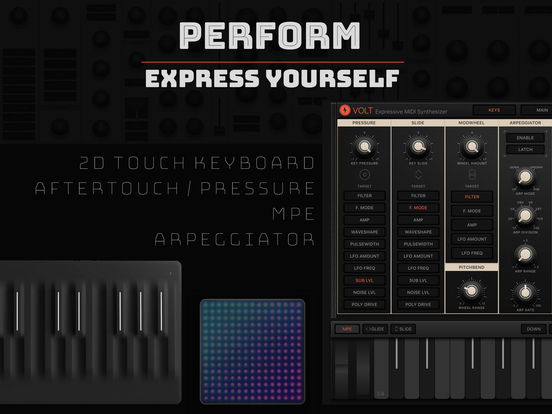 PERFORM
EXPRESS YOURSELF
2D TOUCH KEYBOARD
AFTERTOUCH / PRESSURE
MPE
ARPEGGIATOR
VOLT Expressive MIDI Synthesizer
KEYS
MAIN
PRESSURE
SLIDE
MODWHEEL
ARPEGGIATOR
KEY PRESSURE
KEY SLIDE
WHEEL AMOUNT
ENABLE
LATCH
ARP MODE
ARP DIVISION
ARP RANGE
ARP GATE
TARGET
FILTER
F. MODE
AMP
WAVESHAPE
PULSEWIDTH
LFO AMOUNT
LFO FREQ
SUB LVL
NOISE LVL
POLY DRIVE
TARGET
FILTER
F. MODE
AMP
WAVESHAPE
PULSEWIDTH
LFO AMOUNT
LFO FREQ
SUB LVL
NOISE LVL
POLY DRIVE
TARGET
FILTER
F. MODE
AMP
LFO AMOUNT
LFO FREQ
PITCHBEND
WHEEL RANGE
MPE
GLIDE
SLIDE
DOWN